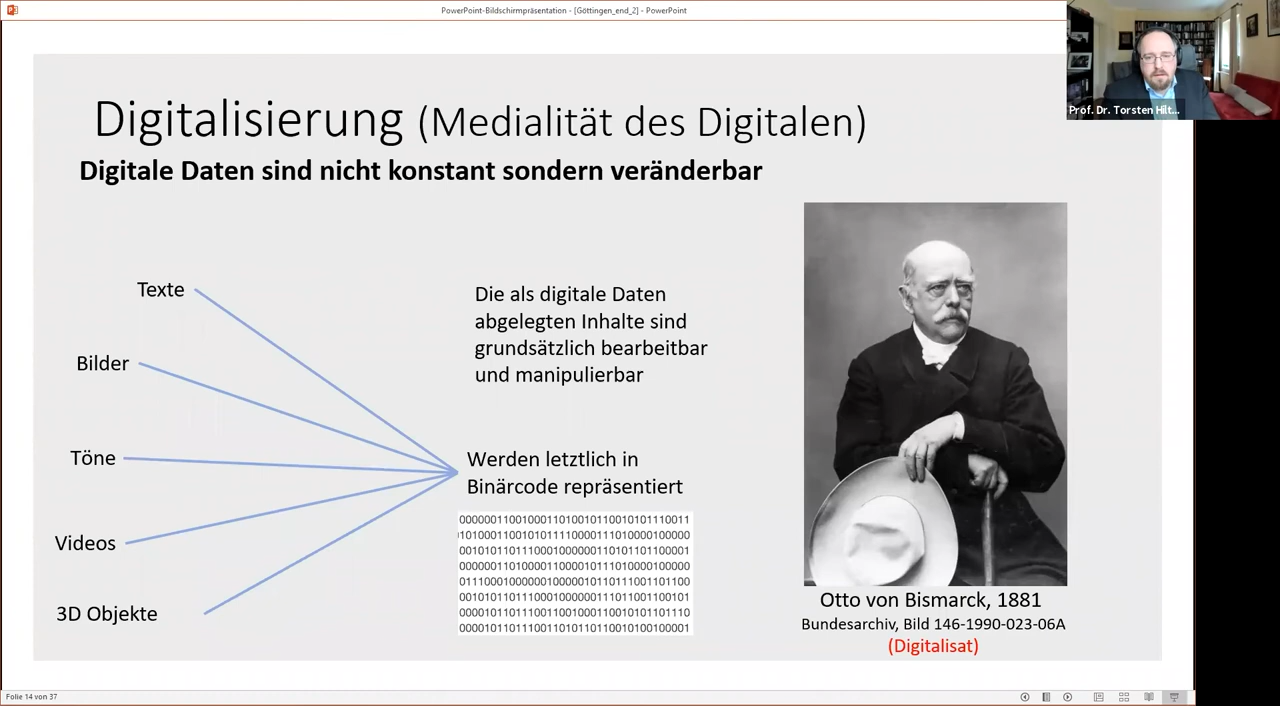 PowerPoint-Bildschirmpräsentation - [Göttingen_end_2] - PowerPoint
Prof. Dr. Torsten Hilt...
Digitalisierung (Medialität des Digitalen)
Digitale Daten sind nicht konstant sondern veränderbar
Texte
Bilder
Töne
Videos
3D Objekte
Die als digitale Daten
abgelegten Inhalte sind
grundsätzlich bearbeitbar
und manipulierbar
Werden letztlich in
Binärcode repräsentiert
Otto von Bismarck, 1881
Bundesarchiv, Bild 146-1990-023-06A
(Digitalisat)
Folie 14 von 37